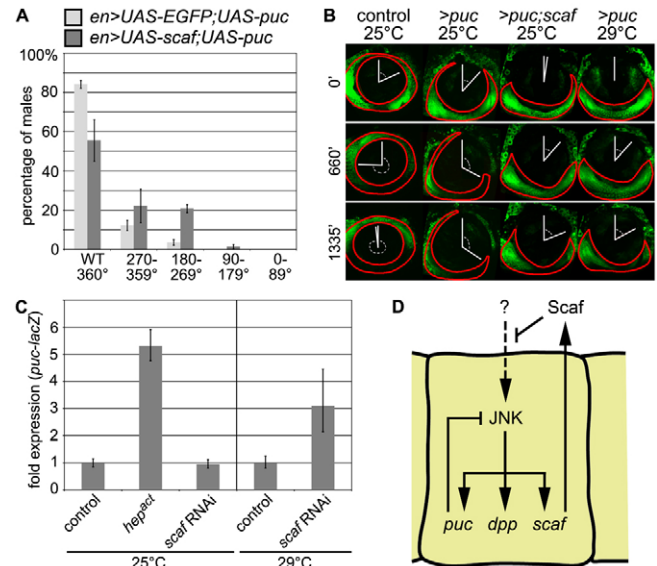 A
en>UAS-EGFP;UAS-puc
en>UAS-scaf;UAS-puc
percentage of males
100%
80
60
40
20
0
WT 270- 180- 90- 0-
360° 359° 269° 179° 89°
B
control >puc >puc;scaf >puc
25°C 25°C 25°C 29°C
0'
660'
1335'
C
fold expression (puc-lacZ)
7
6
5
4
3
2
1
0
control
hepact
scaf RNAi
control
scaf RNAi
25°C 29°C
D
? Scaf
JNK
puc dpp scaf